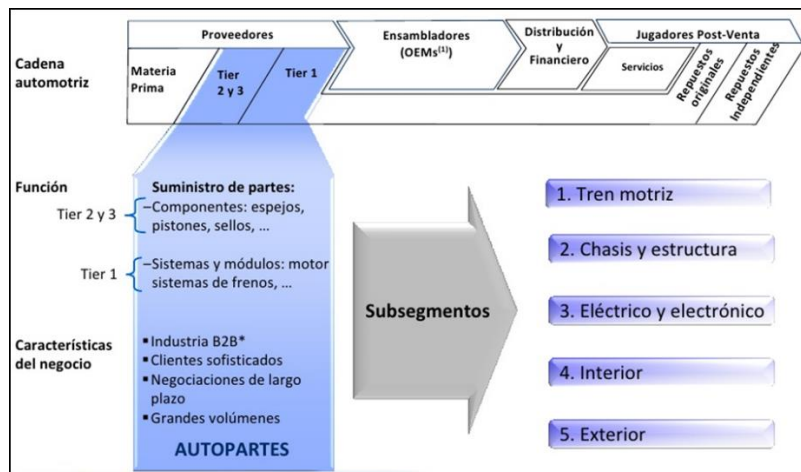 Proveedores
Ensambladores
(OEMs(1))
Distribución
y
Financiero
Jugadores Post-Venta
Cadena
automotriz
Materia
Prima
Tier
2 y 3
Tier 1
Servicios
Repuestos
originales
Repuestos
Independientes
Función
Tier 2 y 3
Suministro de partes:
–Componentes: espejos,
pistones, sellos, ...
Tier 1
–Sistemas y módulos: motor
sistemas de frenos, ...
Características
del negocio
▪ Industria B2B*
▪ Clientes sofisticados
▪ Negociaciones de largo
plazo
▪ Grandes volúmenes
AUTOPARTES
Subsegmentos
1. Tren motriz
2. Chasis y estructura
3. Eléctrico y electrónico
4. Interior
5. Exterior